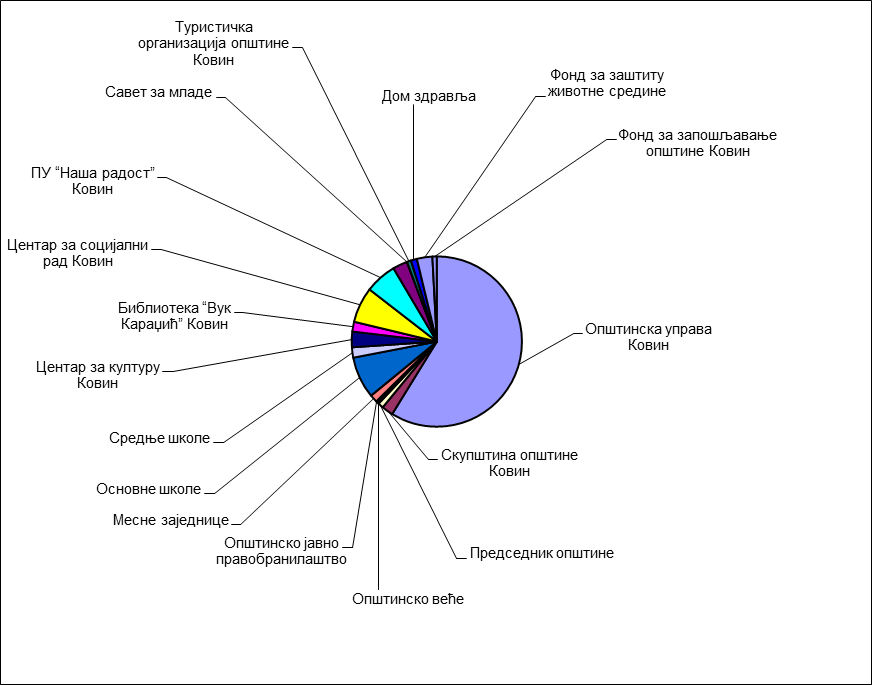 Туристичка
организација општине
Ковин
Савет за младе
Дом здравља
Фонд за заштиту
животне средине
Фонд за запошљавање
општине Ковин
ПУ “Наша радост”
Ковин
Центар за социјални
рад Ковин
Библиотека “Вук
Караџић” Ковин
Општинска управа
Ковин
Центар за културу
Ковин
Средње школе
Скупштина општине
Ковин
Основне школе
Месне заједнице
Општинско јавно
правобранилаштво
Председник општине
Општинско веће